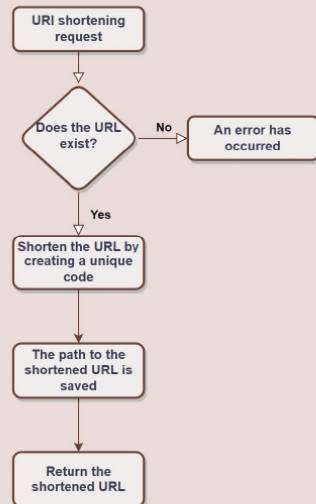 URI shortening
request
Does the URL
exist?
No
An error has
occurred
Yes
Shorten the URL by
creating a unique
code
The path to the
shortened URL is
saved
Return the
shortened URL